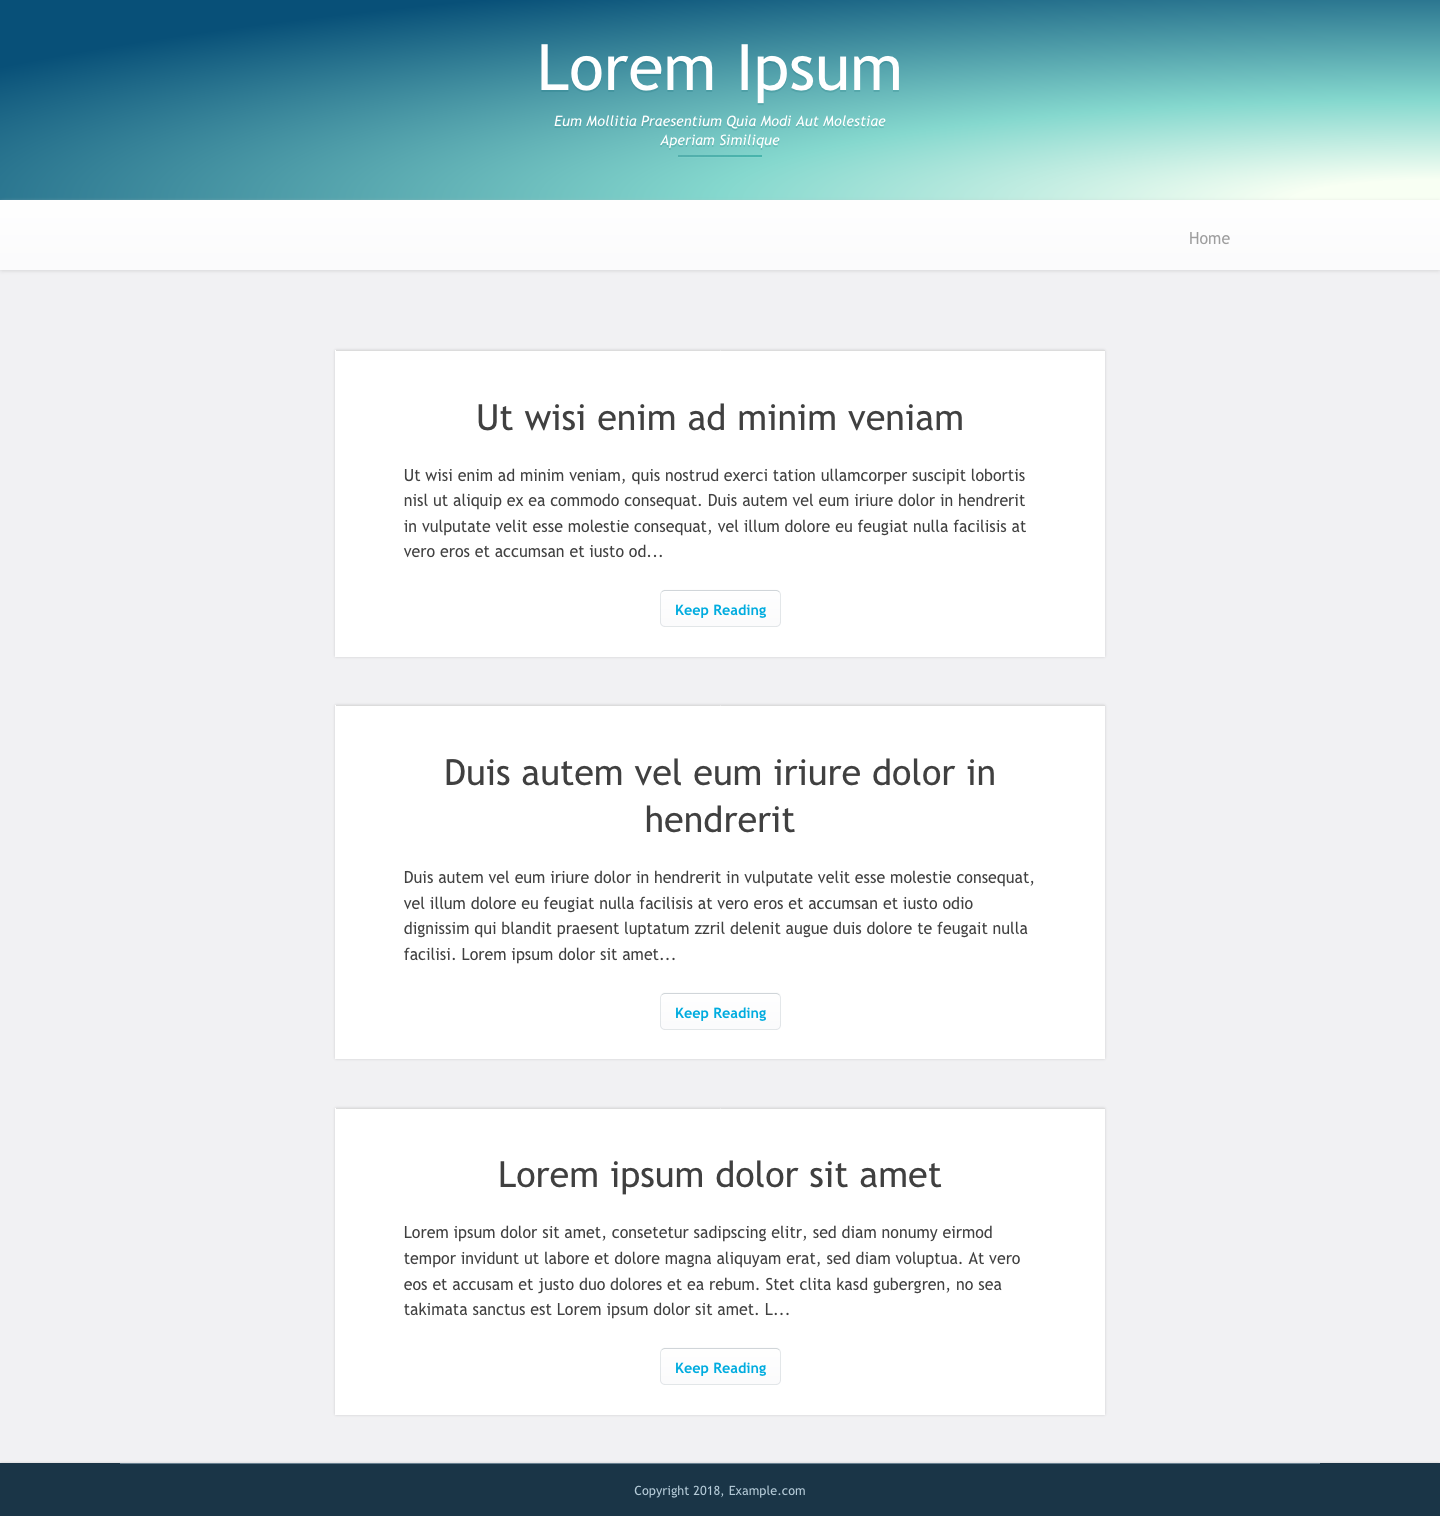 Lorem Ipsum
Eum Mollitia Praesentium Quia Modi Aut Molestiae
Aperiam Similique
Home
Ut wisi enim ad minim veniam
Ut wisi enim ad minim veniam, quis nostrud exerci tation ullamcorper suscipit lobortis
nisl ut aliquip ex ea commodo consequat. Duis autem vel eum iriure dolor in hendrerit
in vulputate velit esse molestie consequat, vel illum dolore eu feugiat nulla facilisis at
vero eros et accumsan et iusto od...
Keep Reading
Duis autem vel eum iriure dolor in
hendrerit
Duis autem vel eum iriure dolor in hendrerit in vulputate velit esse molestie consequat,
vel illum dolore eu feugiat nulla facilisis at vero eros et accumsan et iusto odio
dignissim qui blandit praesent luptatum zzril delenit augue duis dolore te feugait nulla
facilisi. Lorem ipsum dolor sit amet...
Keep Reading
Lorem ipsum dolor sit amet
Lorem ipsum dolor sit amet, consetetur sadipscing elitr, sed diam nonumy eirmod
tempor invidunt ut labore et dolore magna aliquyam erat, sed diam voluptua. At vero
eos et accusam et justo duo dolores et ea rebum. Stet clita kasd gubergren, no sea
takimata sanctus est Lorem ipsum dolor sit amet. L...
Keep Reading
Copyright 2018, Example.com